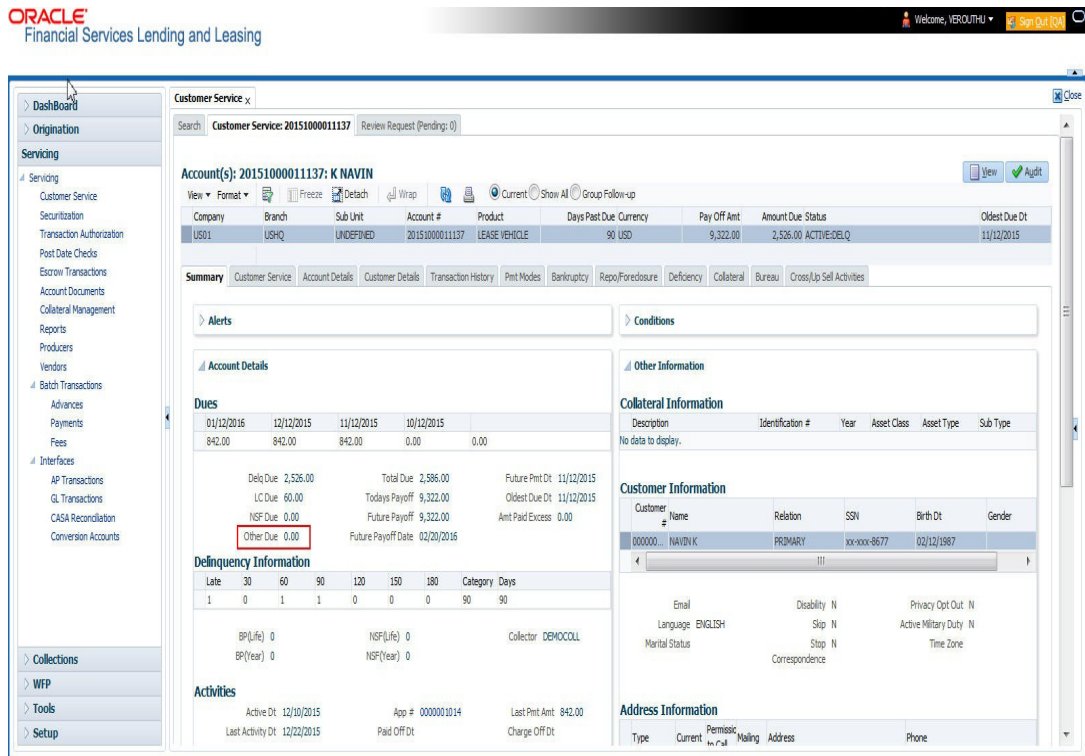 ORACLE
Financial Services Lending and Leasing
Welcome, VEROUTHU
Sign Out [QA]
DashBoard
Origination
Servicing
Servicing
Customer Service
Securitization
Transaction Authorization
Post Date Checks
Escrow Transactions
Account Documents
Collateral Management
Reports
Producers
Vendors
Batch Transactions
Advances
Payments
Fees
Interfaces
AP Transactions
GL Transactions
CASA Reconciliation
Conversion Accounts
Collections
WFP
Tools
Setup
Customer Service X
Close
Search Customer Service: 20151000011137 Review Request (Pending: 0)
Account(s): 20151000011137: K NAVIN
View Audit
View Format Freeze Detach Wrap Current Show All Group Follow-up
Company Branch Sub Unit Account # Product Days Past Due Currency Pay Off Amt Amount Due Status Oldest Due Dt
US01 USHQ UNDEFINED 20151000011137 LEASE VEHICLE 90 USD 9,322.00 2,526.00 ACTIVE:DELQ 11/12/2015
Summary Customer Service Account Details Customer Details Transaction History Pmt Modes Bankruptcy Repo/Foreclosure Deficiency Collateral Bureau Cross/Up Sell Activities
Alerts
Account Details
Dues
01/12/2016 12/12/2015 11/12/2015 10/12/2015
842.00 842.00 842.00 0.00 0.00
Delq Due 2,526.00 Total Due 2,586.00 Future Pmt Dt 11/12/2015
LC Due 60.00 Todays Payoff 9,322.00 Oldest Due Dt 11/12/2015
NSF Due 0.00 Future Payoff 9,322.00 Amt Paid Excess 0.00
Other Due 0.00 Future Payoff Date 02/20/2016
Delinquency Information
Late 30 60 90 120 150 180 Category Days
1 0 1 1 0 0 0 90 90
BP(Life) 0 NSF(Life) 0 Collector DEMOCOLL
BP(Year) 0 NSF(Year) 0
Activities
Active Dt 12/10/2015 App # 0000001014 Last Pmt Amt 842.00
Last Activity Dt 12/22/2015 Paid Off Dt Charge Off Dt
Conditions
Other Information
Collateral Information
Description Identification # Year Asset Class Asset Type Sub Type
No data to display.
Customer Information
Customer # Name Relation SSN Birth Dt Gender
000000... NAVIN K PRIMARY xx-xxx-8677 02/12/1987
Email Disability N Privacy Opt Out N
Language ENGLISH Skip N Active Military Duty N
Marital Status Stop Correspondence N Time Zone
Address Information
Type Current Permissic to Call Mailing Address Phone